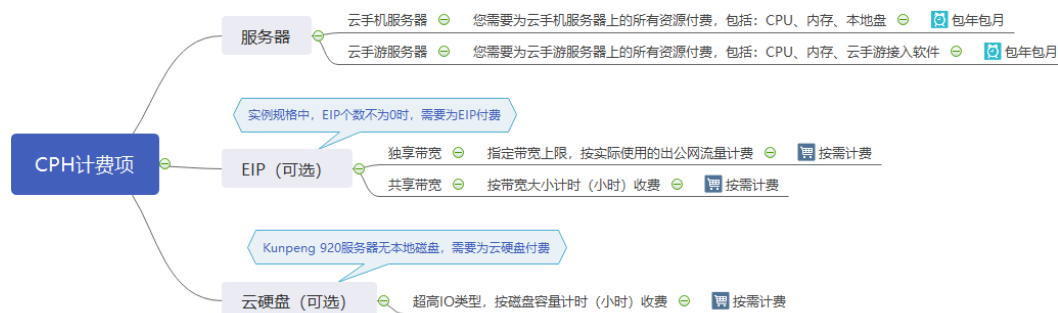 云手机服务器 您需要为云手机服务器上的所有资源付费，包括：CPU、内存、本地盘 包年包月
服务器
云手游服务器 您需要为云手游服务器上的所有资源付费，包括：CPU、内存、云手游接入软件 包年包月
实例规格中，EIP个数不为0时，需要为EIP付费
CPH计费项
独享带宽 指定带宽上限，按实际使用的出公网流量计费 按需计费
EIP（可选）
共享带宽 按带宽大小计时（小时）收费 按需计费
Kunpeng 920服务器无本地磁盘，需要为云硬盘付费
云硬盘（可选） 超高IO类型，按磁盘容量计时（小时）收费 按需计费